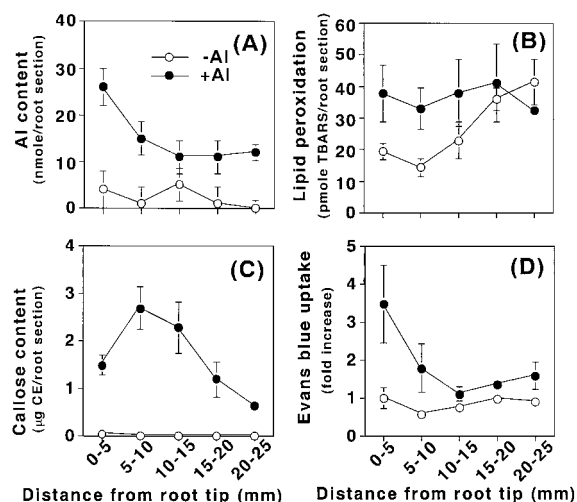 (A)
-Al
+Al
Al content
(nmole/root section)
40
30
20
10
0
(B)
Lipid peroxidation
(pmole TBARS/root section)
60
50
40
30
20
10
0
(C)
Callose content
(µg CE/root section)
4
3
2
1
0
0-5
5-10
10-15
15-20
20-25
Distance from root tip (mm)
(D)
Evans blue uptake
(fold increase)
5
4
3
2
1
0
0-5
5-10
10-15
15-20
20-25
Distance from root tip (mm)